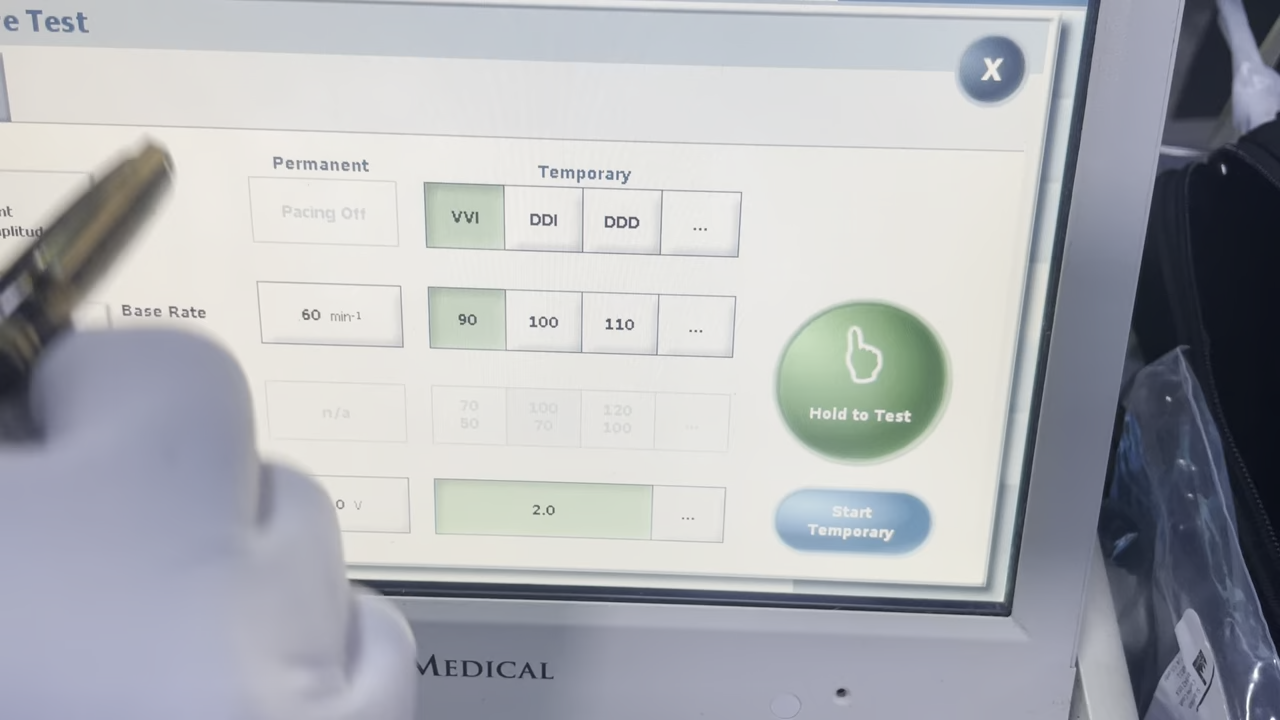 e Test
X
Permanent
Temporary
Pacing Off
VVI
DDI
DDD
...
nt
plitud
Base Rate
60 min-1
90
100
110
...
n/a
70
50
100
70
120
100
...
Hold to Test
0 V
2.0
...
Start
Temporary
MEDICAL